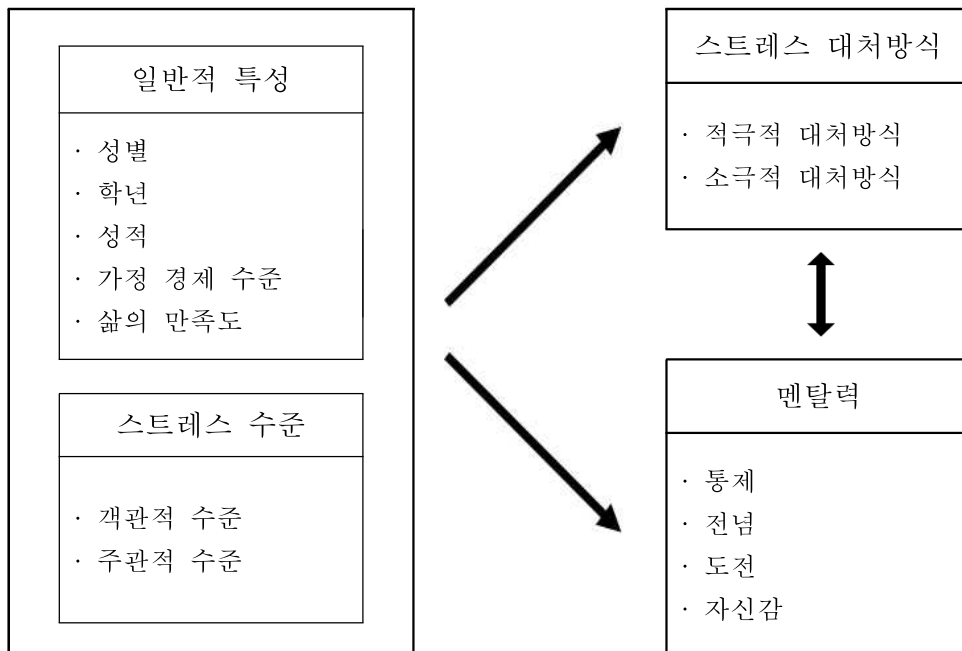 일반적 특성
· 성별
· 학년
· 성적
· 가정 경제 수준
· 삶의 만족도
스트레스 수준
· 객관적 수준
· 주관적 수준
스트레스 대처방식
· 적극적 대처방식
· 소극적 대처방식
멘탈력
· 통제
· 전념
· 도전
· 자신감